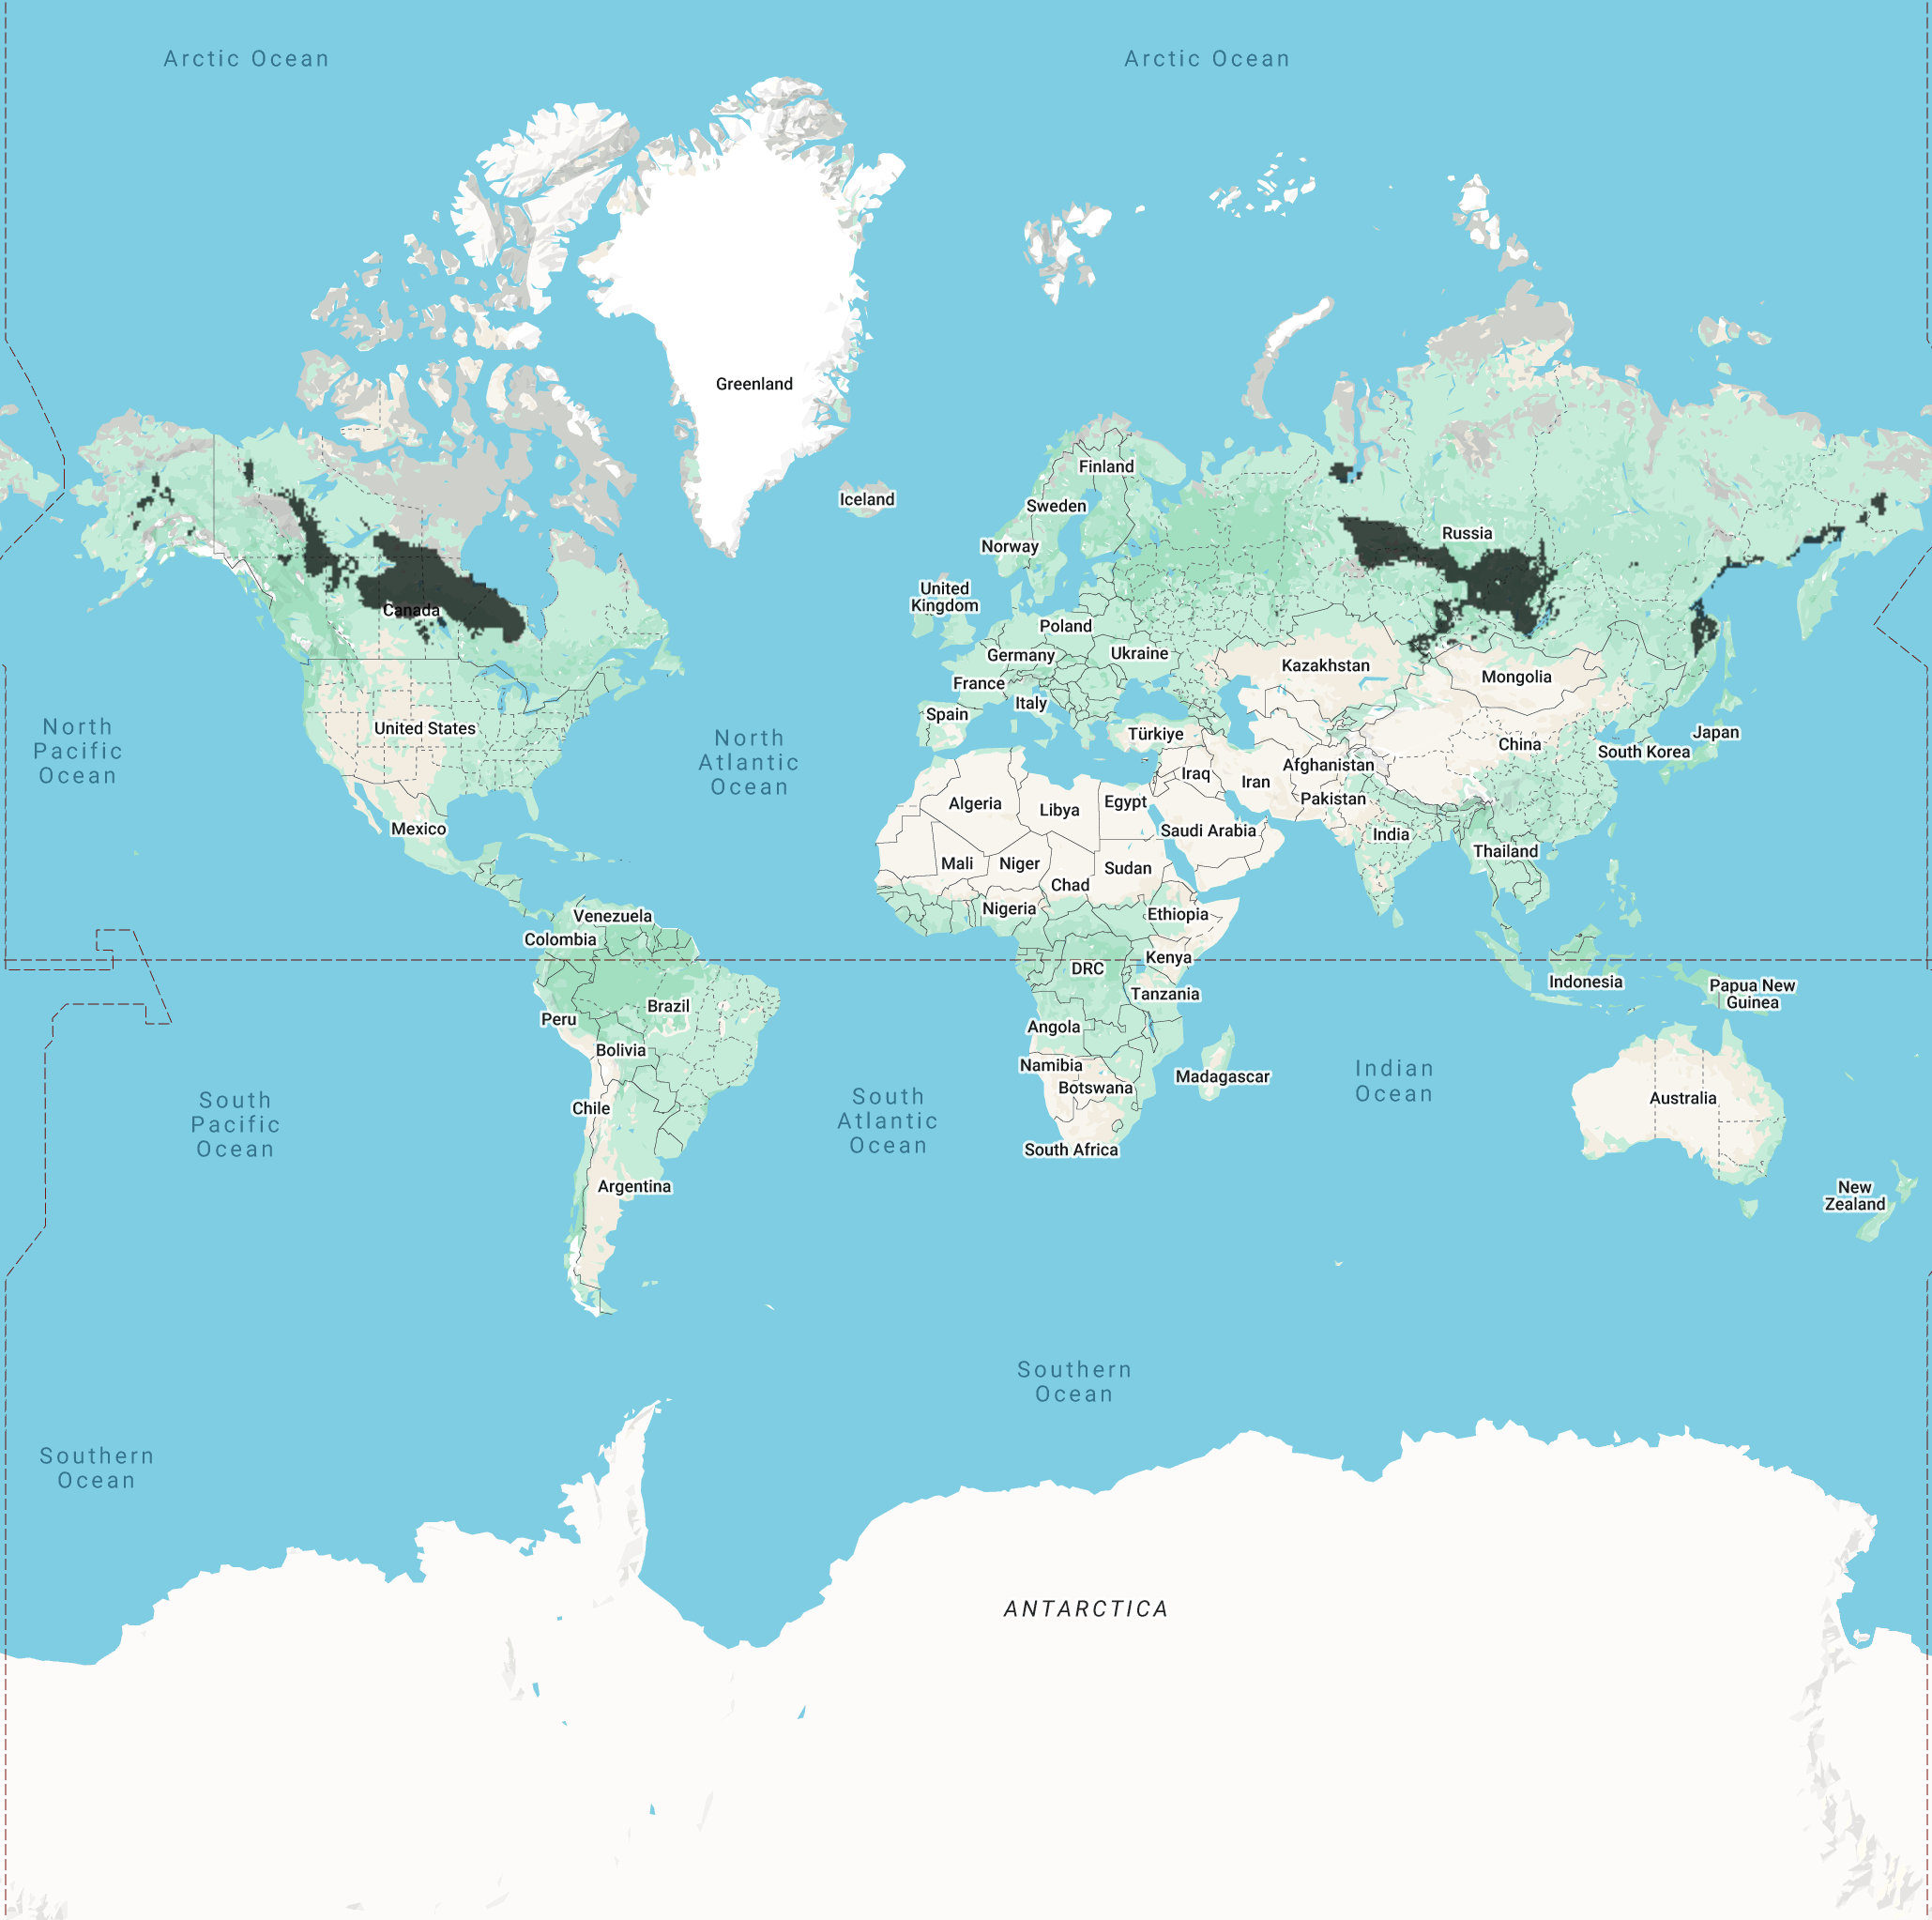 Arctic Ocean
Arctic Ocean
Greenland
Iceland
Finland
Sweden
Norway
Russia
United
Kingdom
Canada
Poland
Germany
Ukraine
Kazakhstan
Mongolia
France
Italy
Spain
Türkiye
United States
North
Pacific
Ocean
North
Atlantic
Ocean
Japan
China
South Korea
Afghanistan
Iraq
Iran
Pakistan
Algeria
Libya
Egypt
Saudi Arabia
India
Mexico
Thailand
Mali
Niger
Chad
Sudan
Nigeria
Ethiopia
Venezuela
Colombia
Kenya
DRC
Indonesia
Papua New
Guinea
Tanzania
Brazil
Peru
Angola
Bolivia
Namibia
Botswana
Madagascar
Indian
Ocean
Australia
Chile
South
Pacific
Ocean
South
Atlantic
Ocean
South Africa
Argentina
New
Zealand
Southern
Ocean
Southern
Ocean
ANTARCTICA